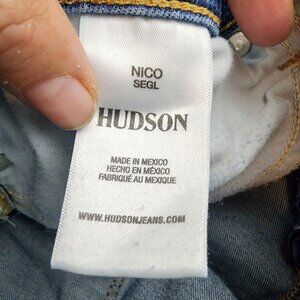 NICO
SEGL
HUDSON
MADE IN MEXICO
HECHO EN MÉXICO
FABRIQUÉ AU MEXIQUE
WWW.HUDSONJEANS.COM